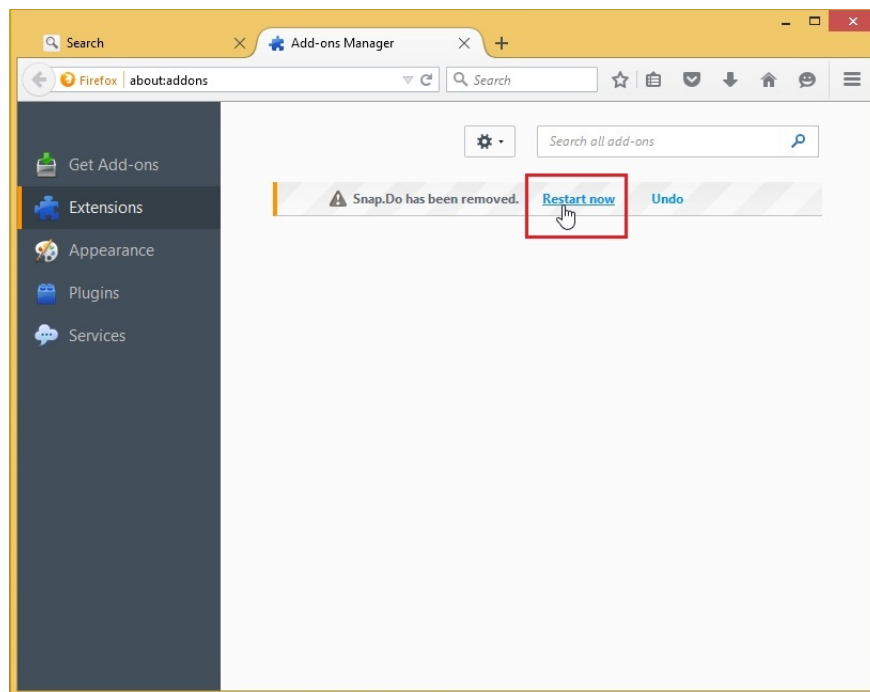 Search
Add-ons Manager
Firefox about:addons
Search
Search all add-ons
Get Add-ons
Extensions
Appearance
Plugins
Services
Snap.Do has been removed. Restart now Undo